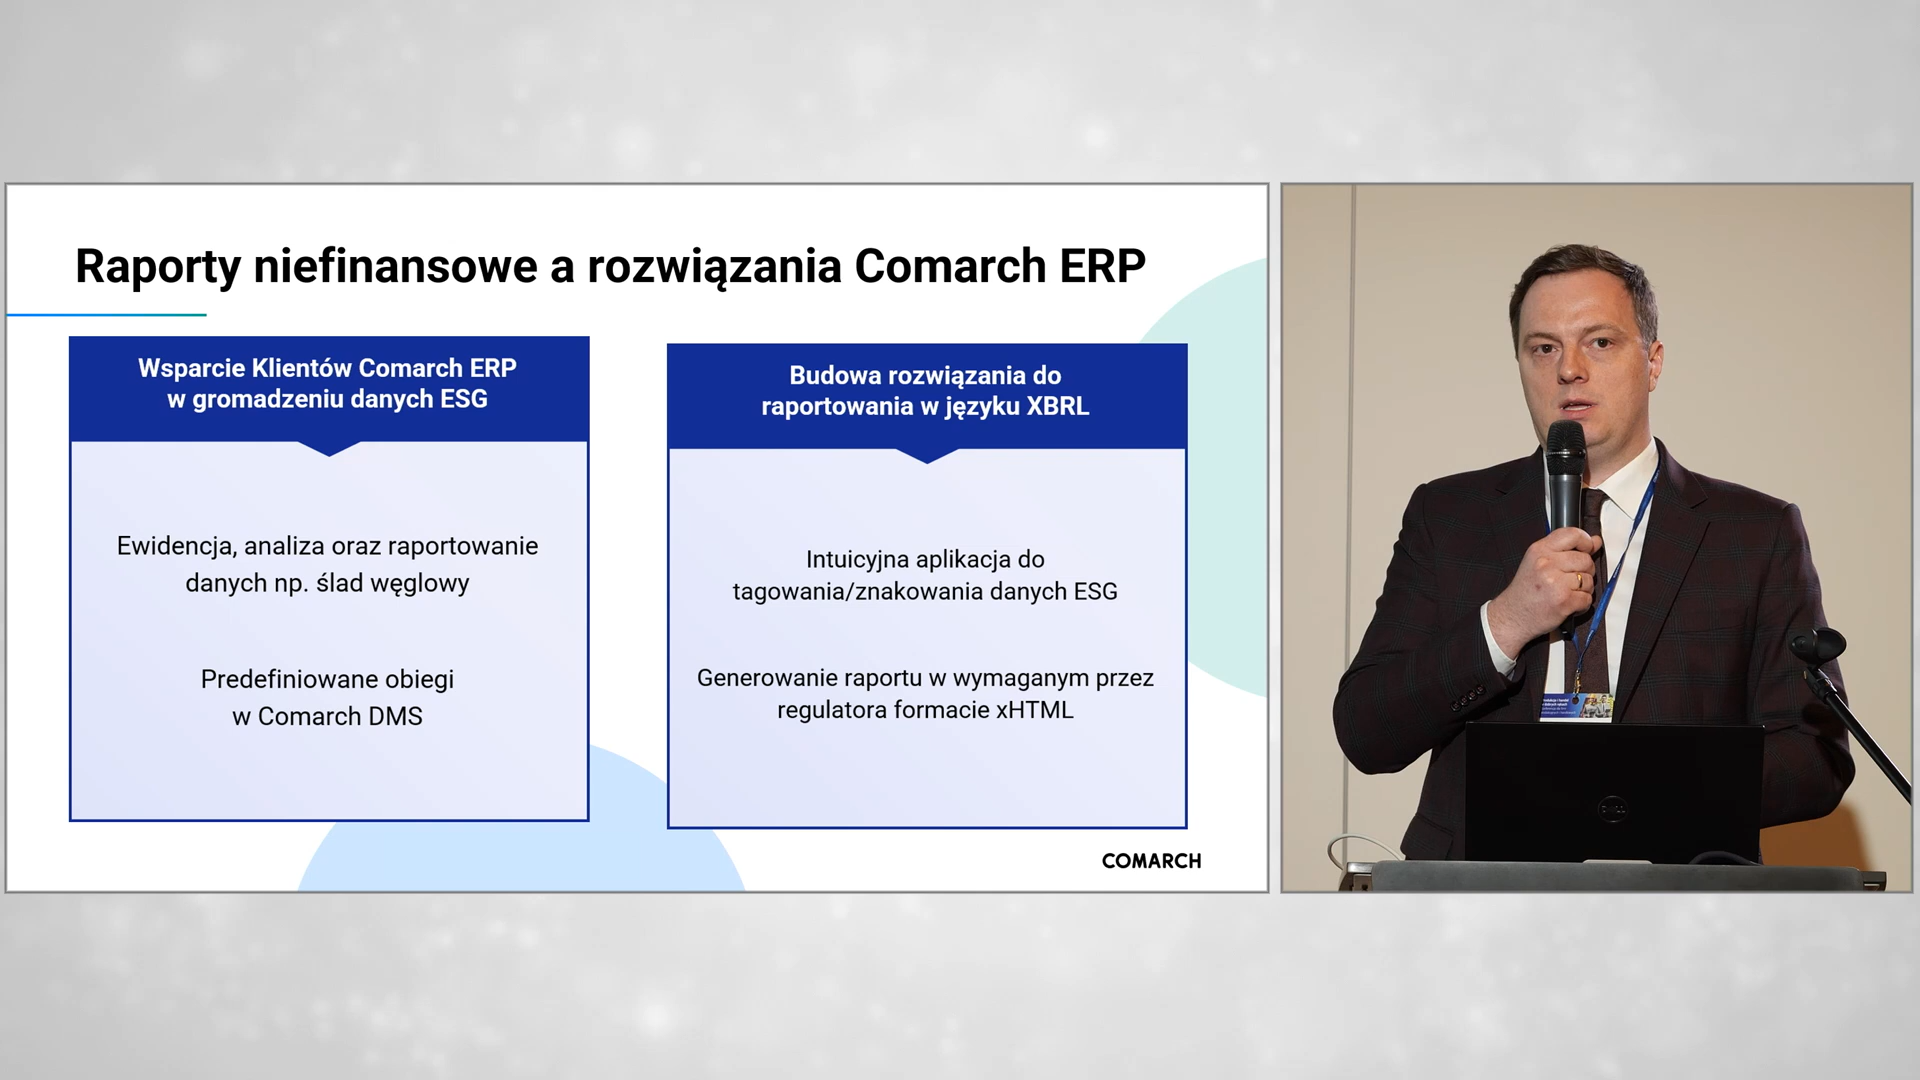 Raporty niefinansowe a rozwiązania Comarch ERP
Wsparcie Klientów Comarch ERP
w gromadzeniu danych ESG
Ewidencja, analiza oraz raportowanie
danych np. ślad węglowy
Predefiniowane obiegi
w Comarch DMS
Budowa rozwiązania do
raportowania w języku XBRL
Intuicyjna aplikacja do
tagowania/znakowania danych ESG
Generowanie raportu w wymaganym przez
regulatora formacie xHTML
COMARCH
DELL